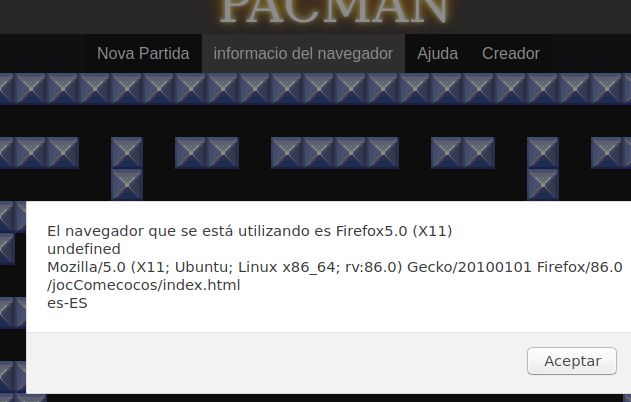 PACMAN
Nova Partida informacio del navegador Ajuda Creador
El navegador que se está utilizando es Firefox5.0 (X11)
undefined
Mozilla/5.0 (X11; Ubuntu; Linux x86_64; rv:86.0) Gecko/20100101 Firefox/86.0
/jocComecocos/index.html
es-ES
Aceptar